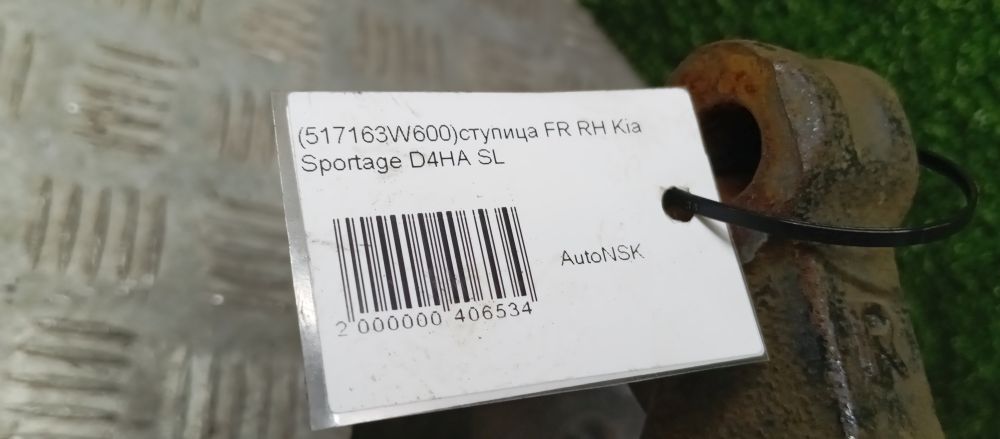 (517163W600)ступица FR RH Kia
Sportage D4HA SL
AutoNSK
2 000000 406534